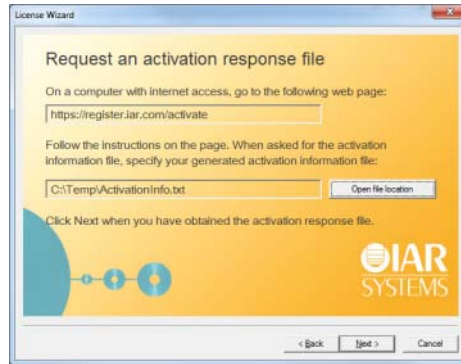 License Wizard
Request an activation response file
On a computer with internet access, go to the following web page:
https://register.iar.com/activate
Follow the instructions on the page. When asked for the activation
information file, specify your generated activation information file:
C:\Temp\ActivationInfo.txt
Open file location
Click Next when you have obtained the activation response file.
IAR
SYSTEMS
< Back
Next >
Cancel